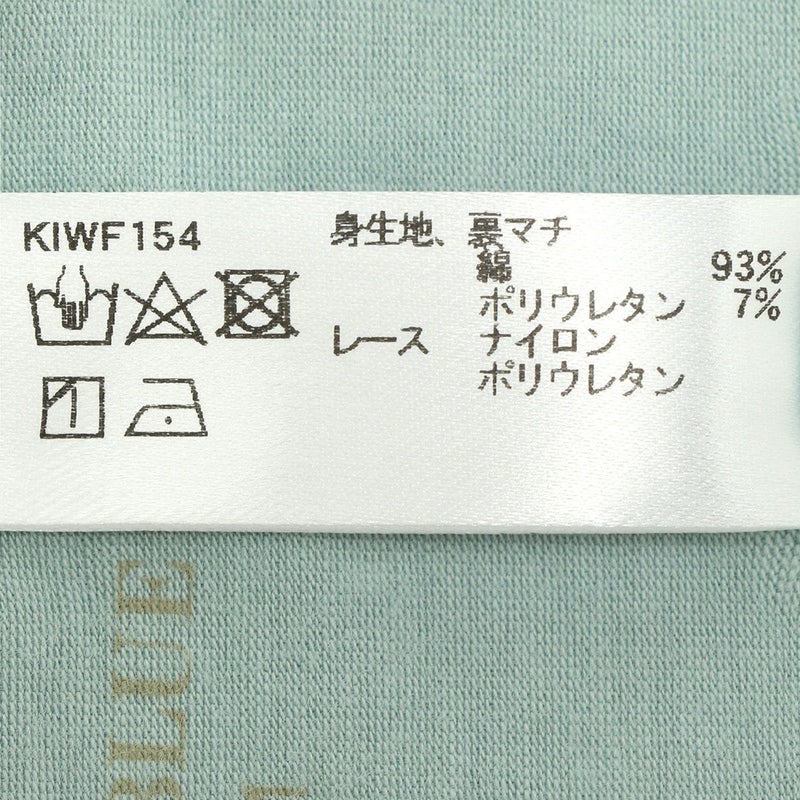 KIWF154
身生地、裏マチ
綿 93%
ポリウレタン 7%
レース ナイロン
ポリウレタン
BLUE